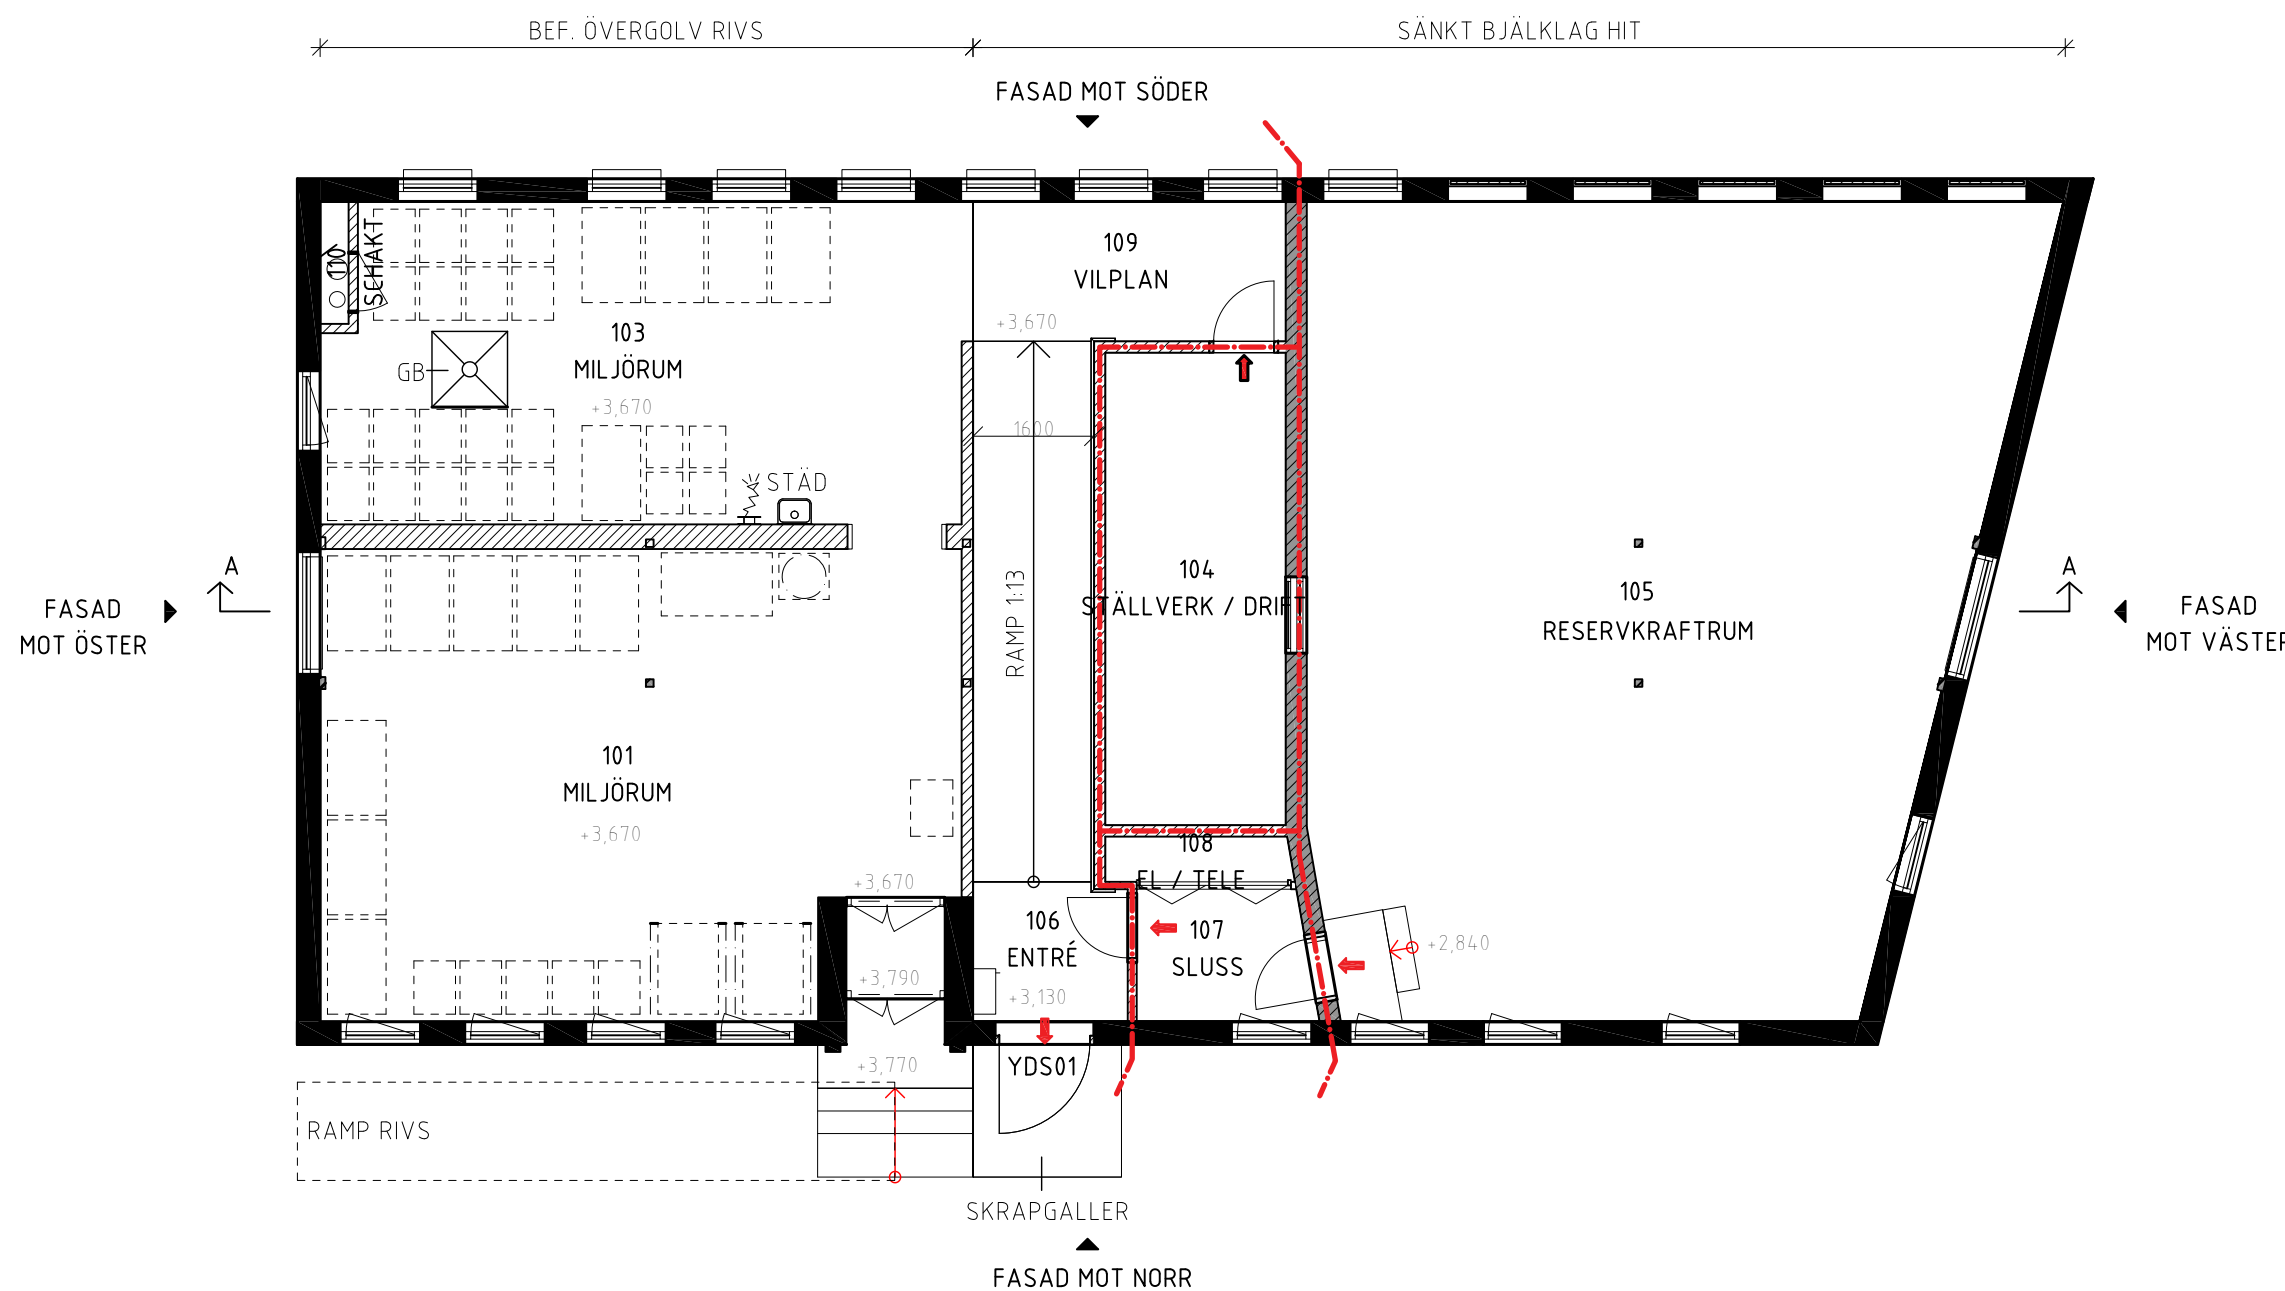 BEF. ÖVERGOLV RIVS
SÄNKT BJÄLKLAG HIT
FASAD MOT SÖDER
110
SCHAKT
109
VILPLAN
+3,670
103
MILJÖRUM
+3,670
GB
1600
STÄD
RAMP 1:13
104
STÄLLVERK / DRIFT
105
RESERVKRAFTRUM
A
A
FASAD
MOT ÖSTER
FASAD
MOT VÄSTER
101
MILJÖRUM
+3,670
108
EL / TELE
+3,670
106
ENTRÉ
+3,130
107
SLUSS
+2,840
+3,790
+3,770
YDS01
RAMP RIVS
SKRAPGALLER
FASAD MOT NORR